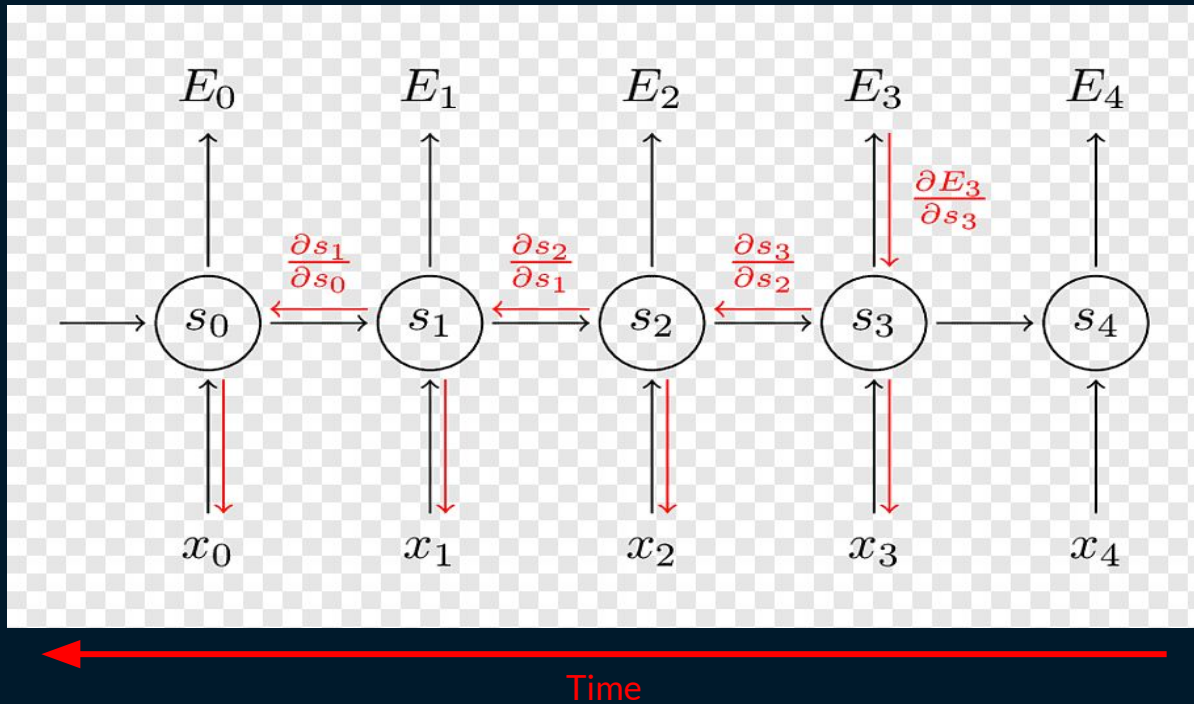 E₀ E₁ E₂ E₃ E₄
∂E₃/∂s₃
∂s₁/∂s₀ ∂s₂/∂s₁ ∂s₃/∂s₂
s₀ s₁ s₂ s₃ s₄
x₀ x₁ x₂ x₃ x₄
Time